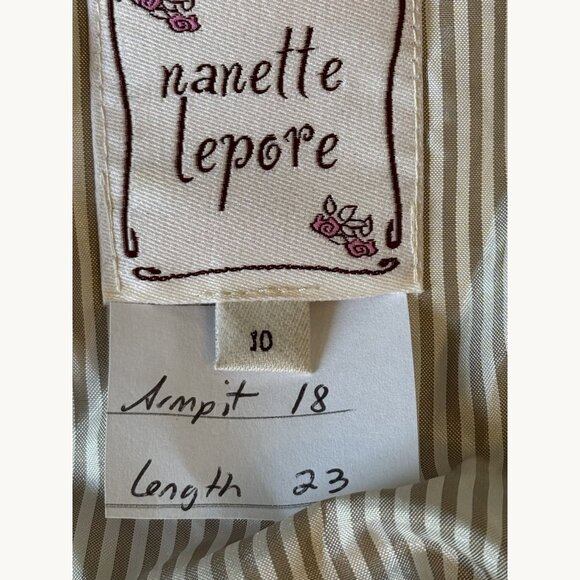 nanette
lepore
10
Armpit 18
Length 23